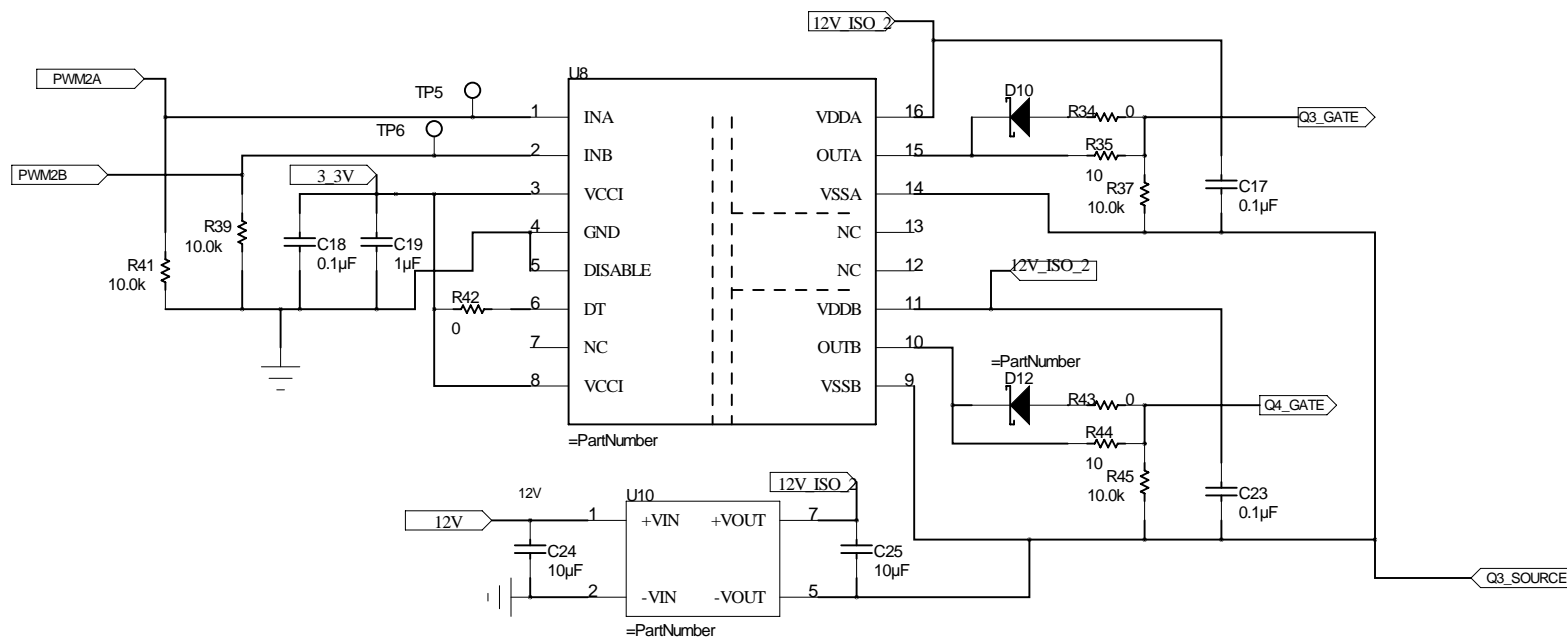 12V_ISO_2
PWM2A
U8
TP5
D10
1 INA VDDA 16
R34 0
Q3_GATE
TP6
R35
2 INB OUTA 15
10
PWM2B
3_3V
3 VCCI VSSA 14
R37
10.0k
C17
0.1µF
R39
10.0k
4 GND NC 13
C18
0.1µF
C19
1µF
R41
10.0k
5 DISABLE NC 12
12V_ISO_2
R42
0
6 DT VDDB 11
7 NC OUTB 10
=PartNumber
D12
8 VCCI VSSB 9
R43 0
Q4_GATE
=PartNumber
R44
10
R45
10.0k
C23
0.1µF
12V
U10
12V_ISO_2
12V
1 +VIN +VOUT 7
C24
10µF
C25
10µF
2 -VIN -VOUT 5
Q3_SOURCE
=PartNumber